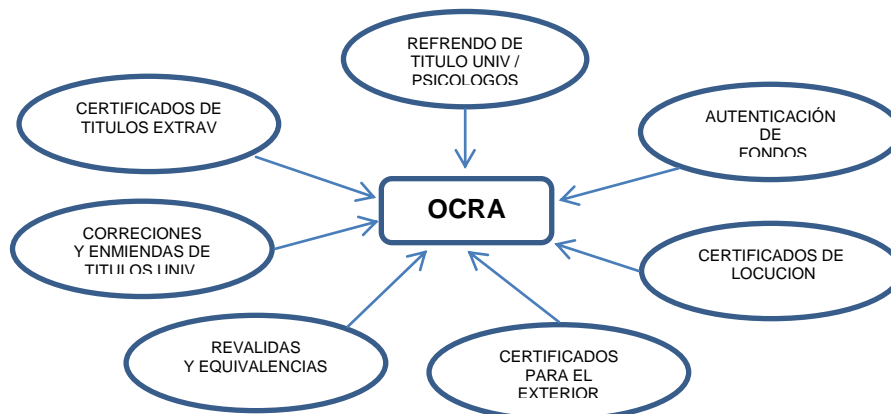 REFRENDO DE
TITULO UNIV /
PSICOLOGOS
CERTIFICADOS DE
TITULOS EXTRAV
AUTENTICACIÓN
DE
FONDOS
OCRA
CORRECIONES
Y ENMIENDAS DE
TITULOS UNIV
CERTIFICADOS DE
LOCUCION
REVALIDAS
Y EQUIVALENCIAS
CERTIFICADOS
PARA EL
EXTERIOR